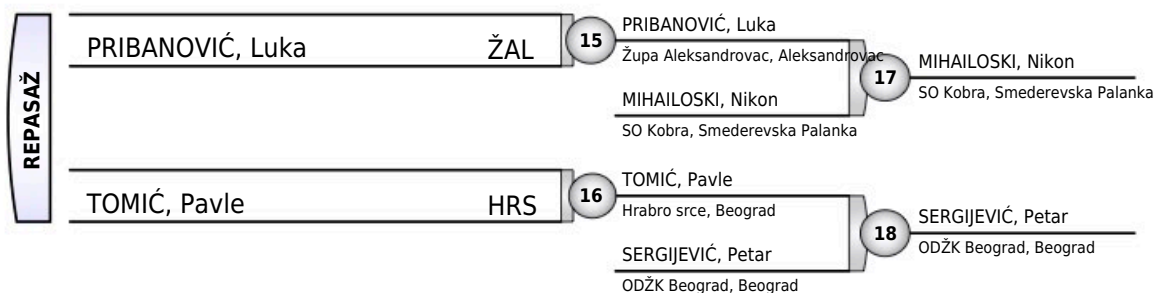 REPASAŽ
PRIBANOVIĆ, Luka ŽAL
15
PRIBANOVIĆ, Luka
Župa Aleksandrovac, Aleksandrovac
MIHAILOSKI, Nikon
SO Kobra, Smederevska Palanka
17
MIHAILOSKI, Nikon
SO Kobra, Smederevska Palanka
TOMIĆ, Pavle HRS
16
TOMIĆ, Pavle
Hrabro srce, Beograd
SERGIJEVIĆ, Petar
ODŽK Beograd, Beograd
18
SERGIJEVIĆ, Petar
ODŽK Beograd, Beograd